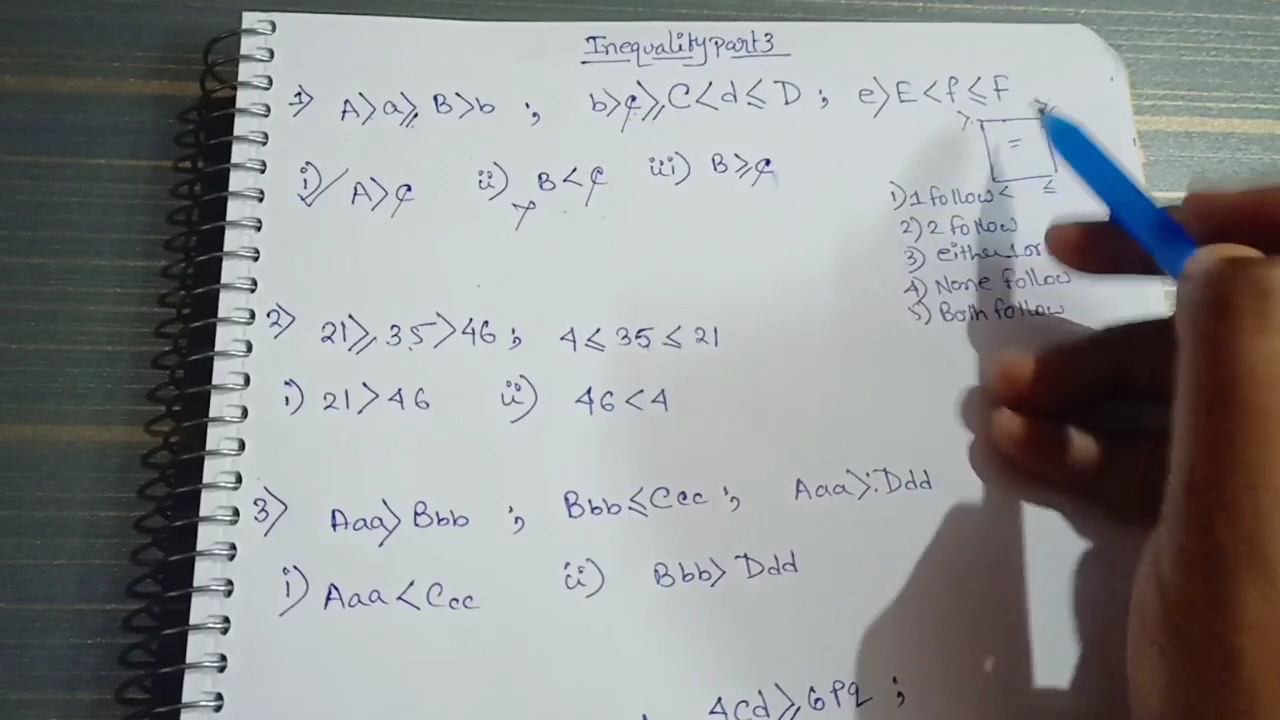 Inequality part 3
1) A>a≥B>b ; b>¢≥C<d≤D ; e>E<f≤F
> =
< ≤
i) A>¢ ii) B<¢ iii) B≥¢
1) 1 follow
2) 2 follow
3) either 1 or
4) None follow
5) Both follow
2) 21≥35>46 ; 4≤35≤21
i) 21>46 ii) 46<4
3) Aaa>Bbb ; Bbb≤Ccc ; Aaa>:Ddd
i) Aaa<Ccc ii) Bbb>Ddd
4Cd≥6Pq ;